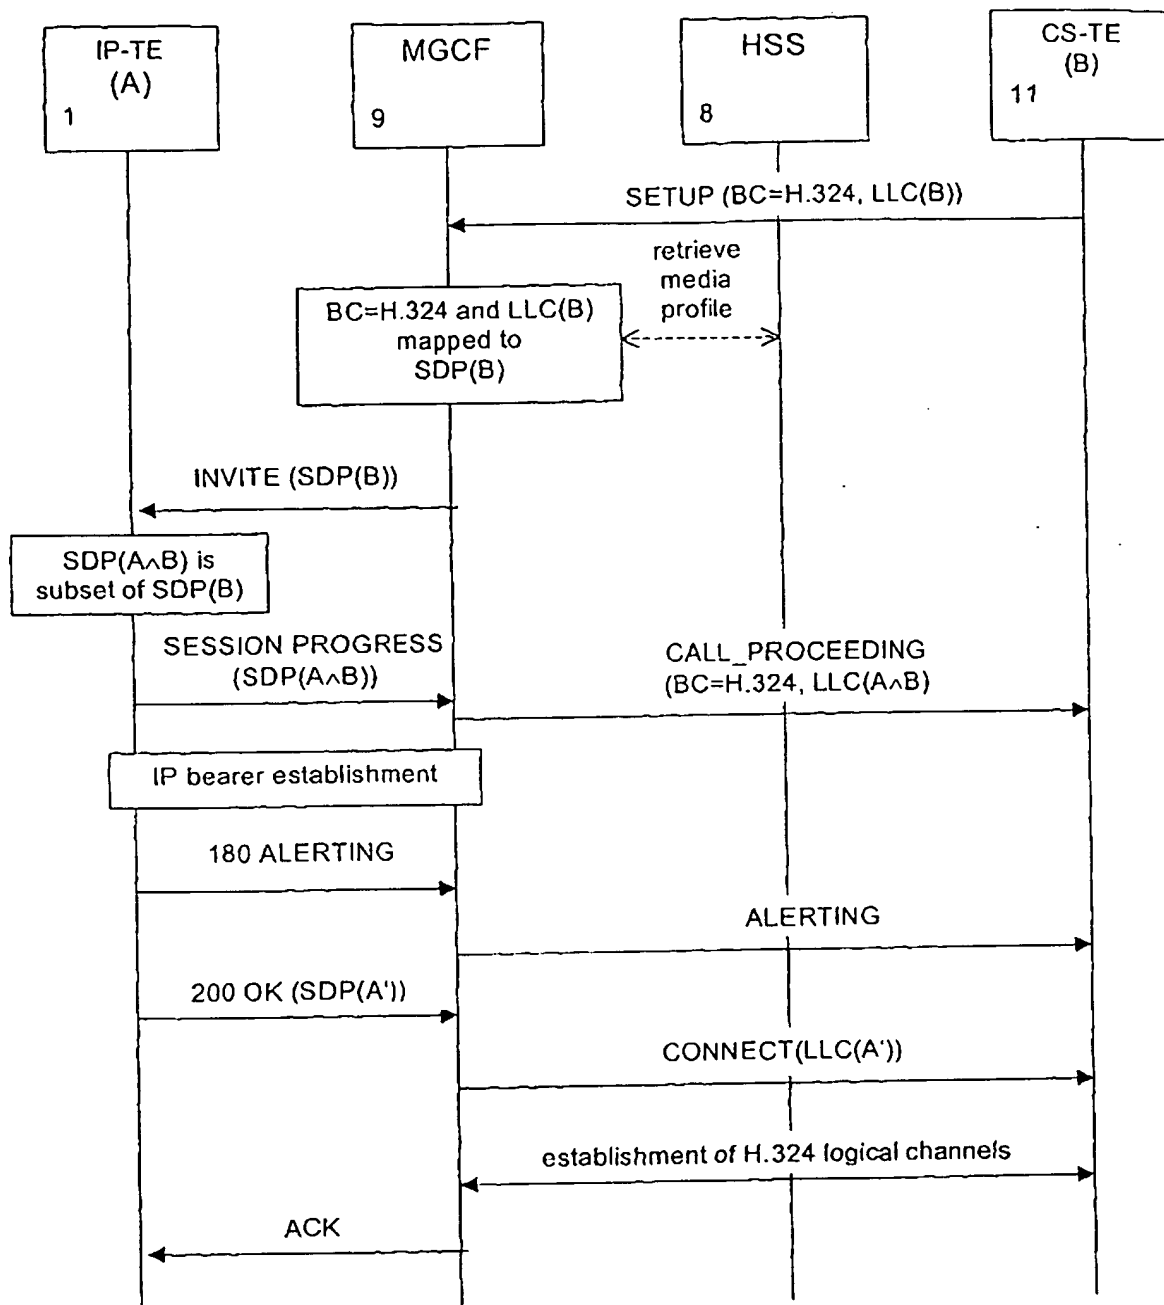 IP-TE
(A)
1
MGCF
9
HSS
8
CS-TE
(B)
11
SETUP (BC=H.324, LLC(B))
retrieve
media
profile
BC=H.324 and LLC(B)
mapped to
SDP(B)
INVITE (SDP(B))
SDP(A∧B) is
subset of SDP(B)
SESSION PROGRESS
(SDP(A∧B))
CALL_PROCEEDING
(BC=H.324, LLC(A∧B)
IP bearer establishment
180 ALERTING
ALERTING
200 OK (SDP(A'))
CONNECT(LLC(A'))
establishment of H.324 logical channels
ACK